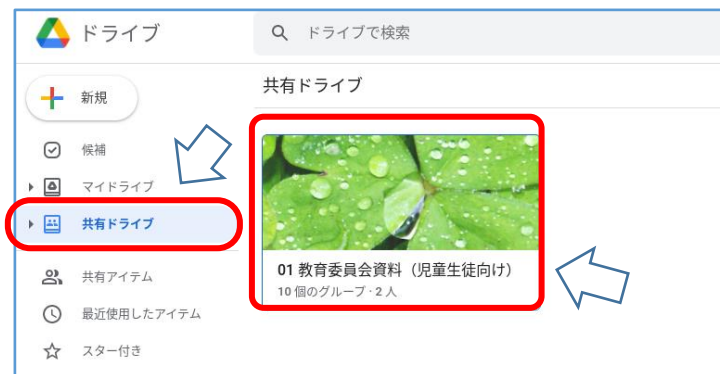 ドライブ
ドライブで検索
新規
候補
マイドライブ
共有ドライブ
共有アイテム
最近使用したアイテム
スター付き
共有ドライブ
01 教育委員会資料（児童生徒向け）
10 個のグループ · 2 人